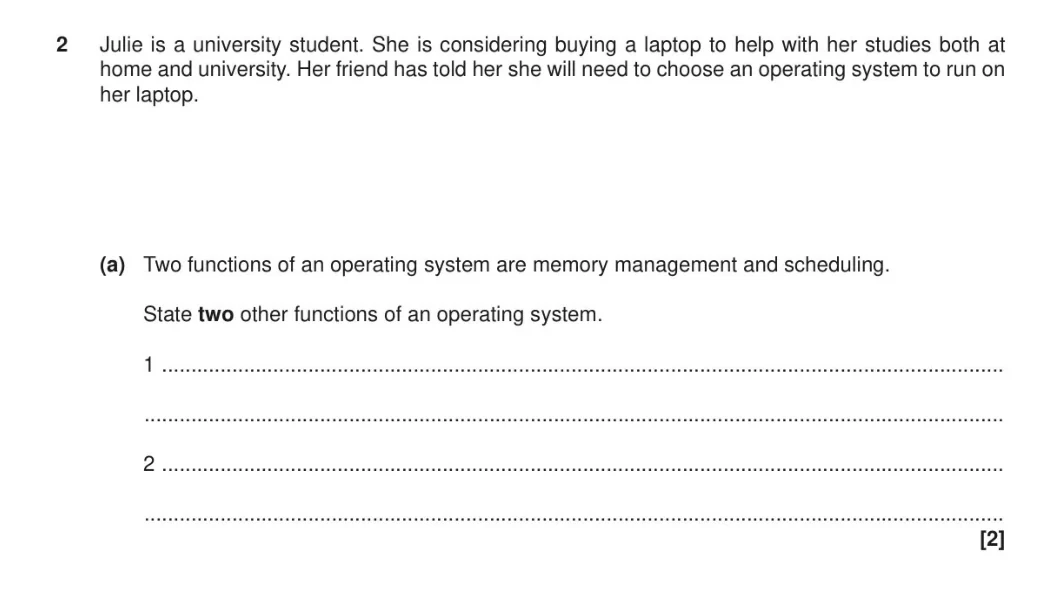 2 Julie is a university student. She is considering buying a laptop to help with her studies both at
home and university. Her friend has told her she will need to choose an operating system to run on
her laptop.
(a) Two functions of an operating system are memory management and scheduling.
State two other functions of an operating system.
1 ................................................................................
................................................................................
2 ................................................................................
................................................................................
[2]